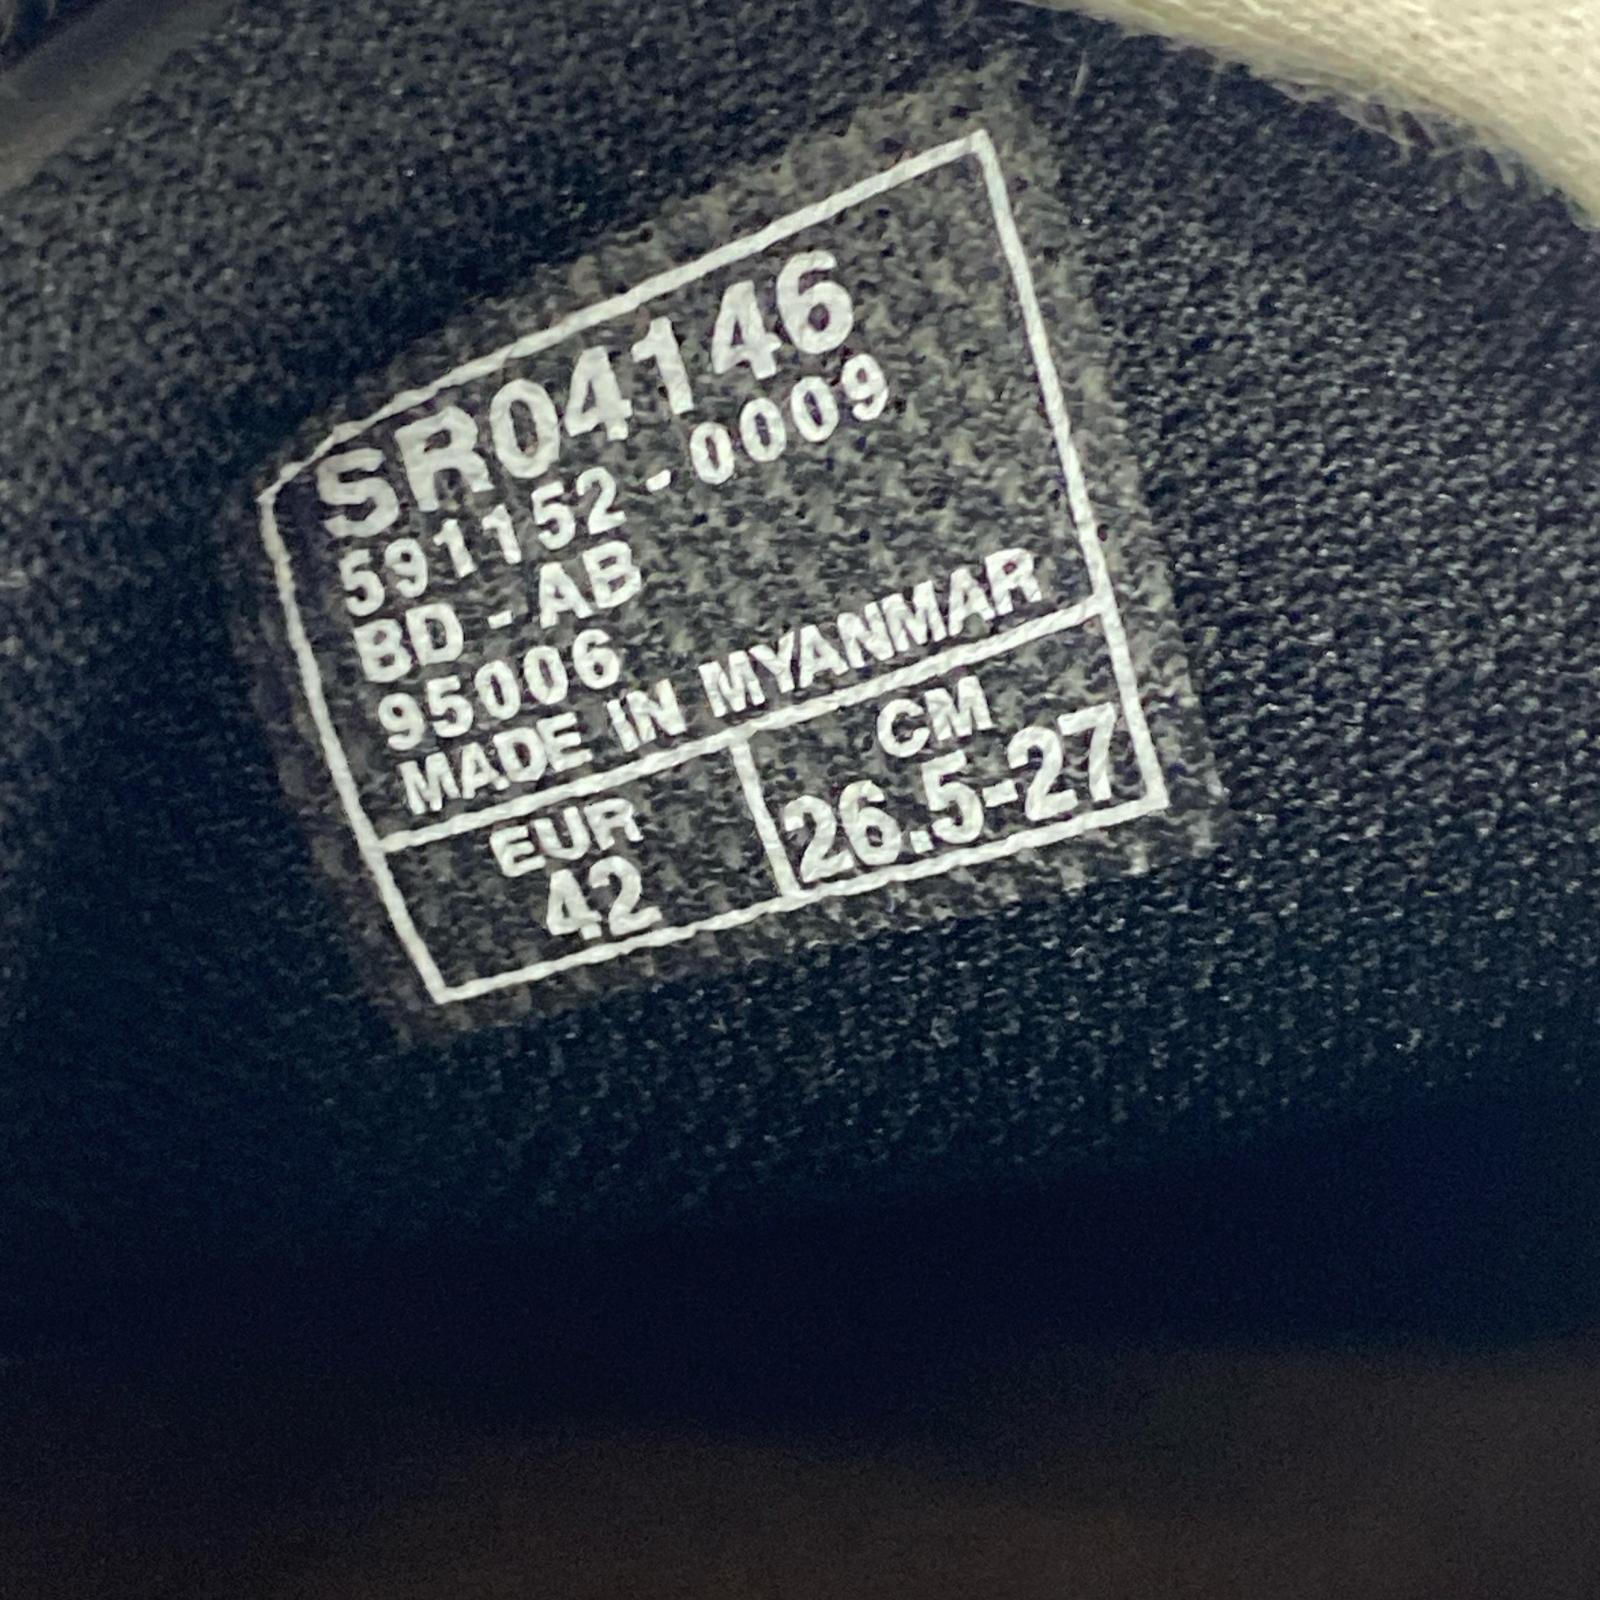 SR04146
591152-0009
BD-AB
95006
MADE IN MYANMAR
EUR
42
CM
26.5-27